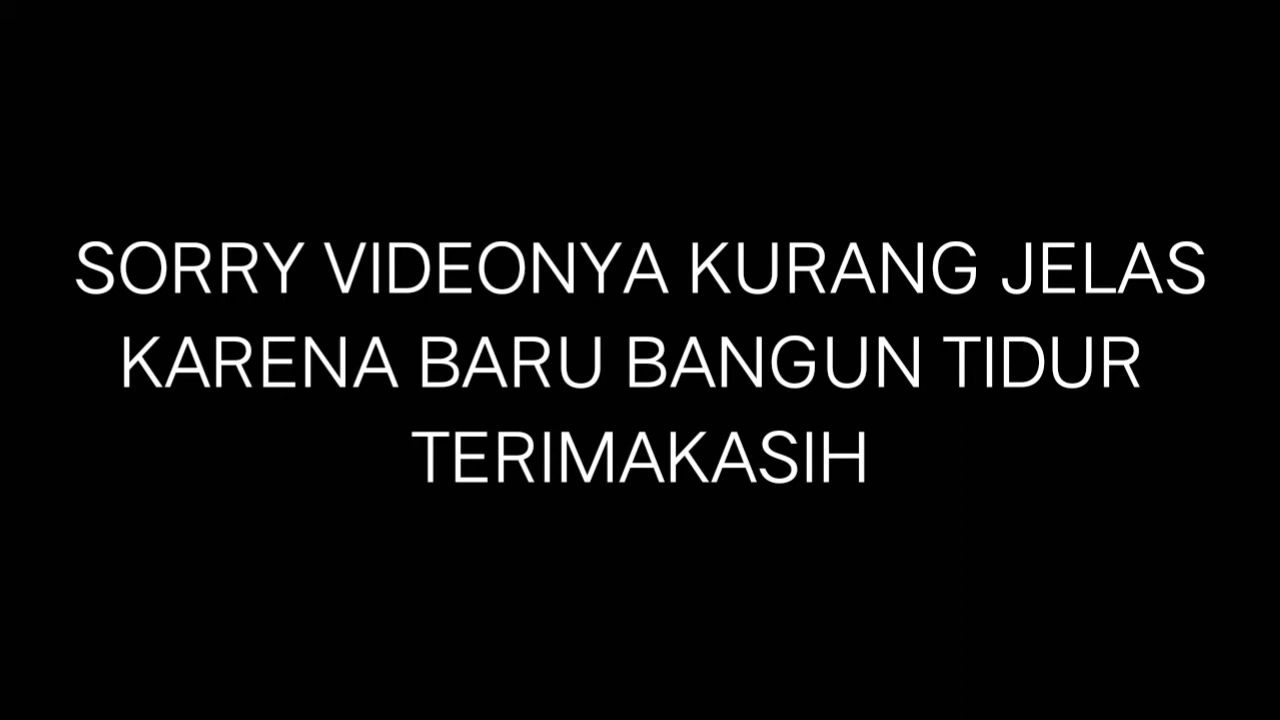 SORRY VIDEONYA KURANG JELAS
KARENA BARU BANGUN TIDUR
TERIMAKASIH